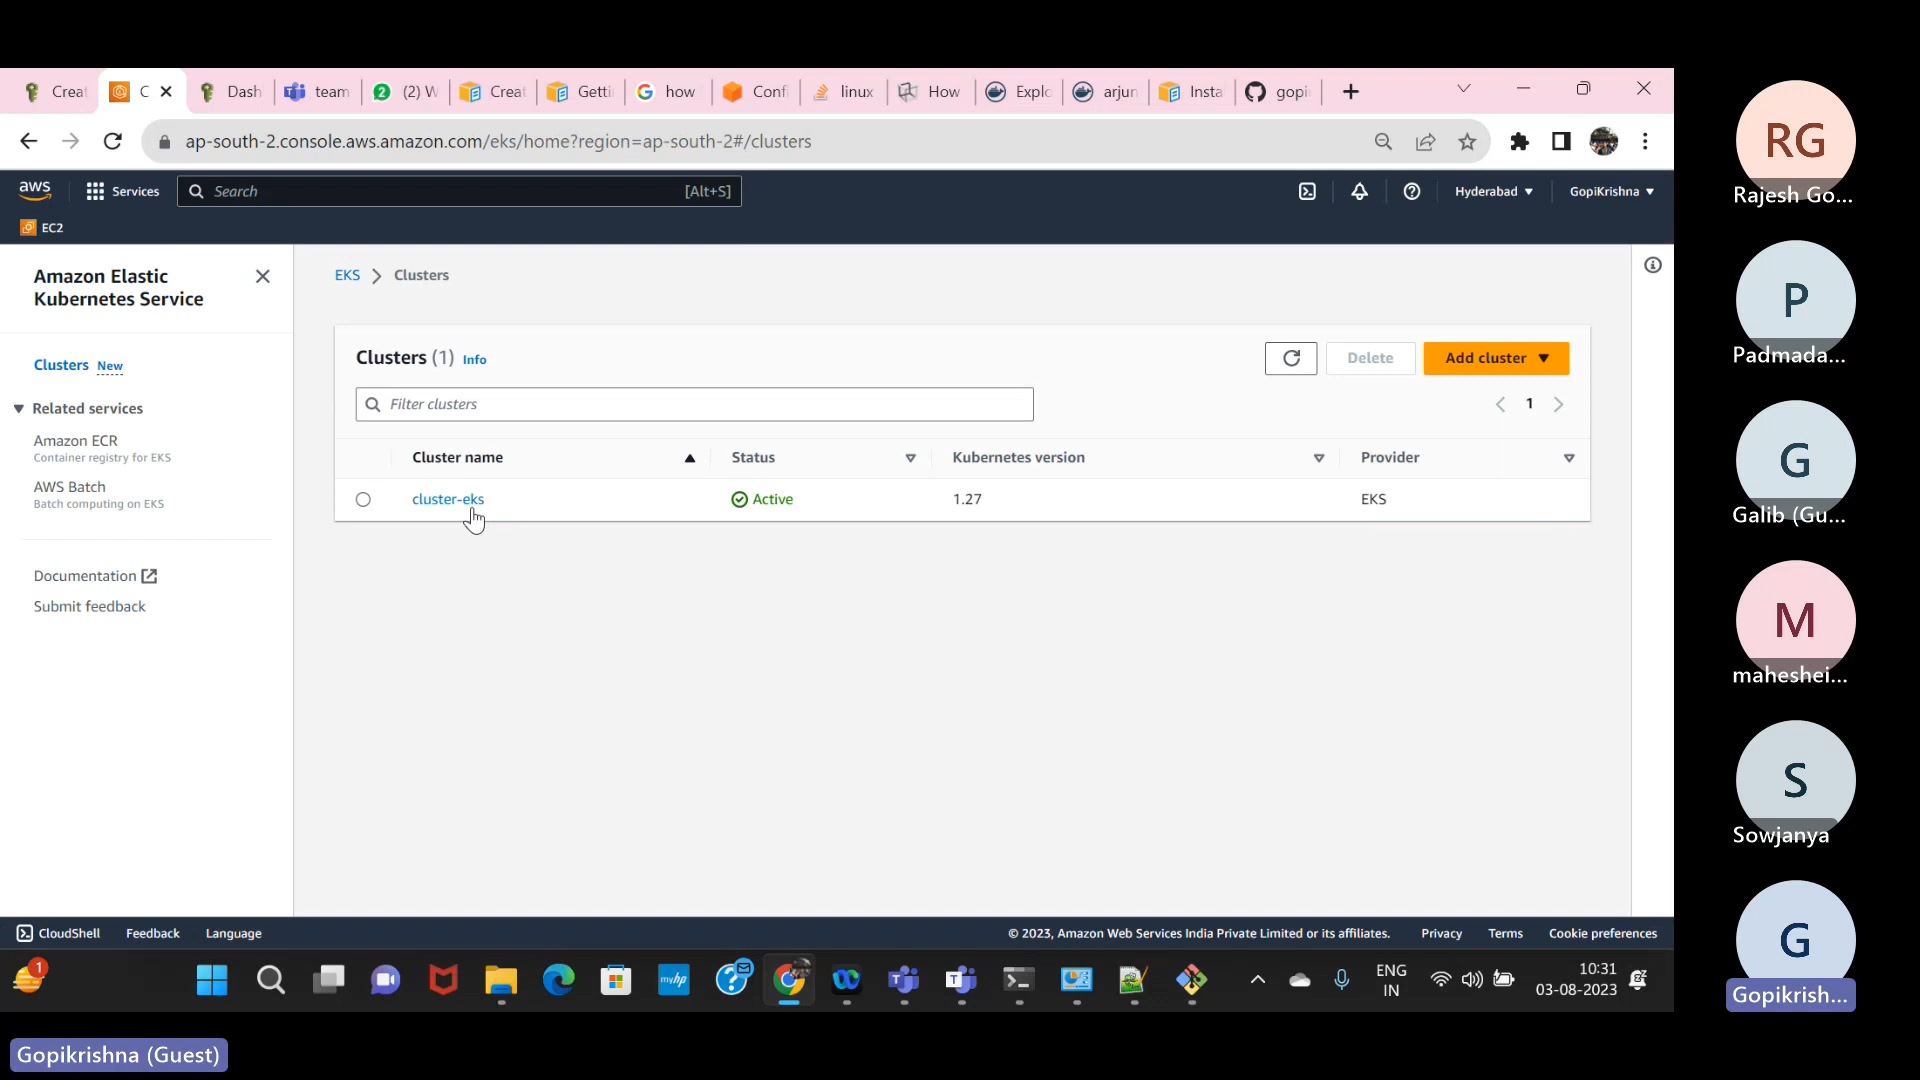 Creat
C
Dash
team
(2) W
Creat
Getti
how
Confi
linux
How
Explo
arjun
Insta
gopi
ap-south-2.console.aws.amazon.com/eks/home?region=ap-south-2#/clusters
aws
Services
Search
[Alt+S]
Hyderabad
GopiKrishna
EC2
Amazon Elastic
Kubernetes Service
Clusters New
Related services
Amazon ECR
Container registry for EKS
AWS Batch
Batch computing on EKS
Documentation
Submit feedback
EKS
Clusters
Clusters (1) Info
Delete
Add cluster
Filter clusters
1
Cluster name
Status
Kubernetes version
Provider
cluster-eks
Active
1.27
EKS
CloudShell
Feedback
Language
© 2023, Amazon Web Services India Private Limited or its affiliates.
Privacy
Terms
Cookie preferences
1
myhp
ENG
IN
10:31
03-08-2023
RG
Rajesh Go...
P
Padmada...
G
Galib (Gu...
M
maheshei...
S
Sowjanya
G
Gopikrish...
Gopikrishna (Guest)